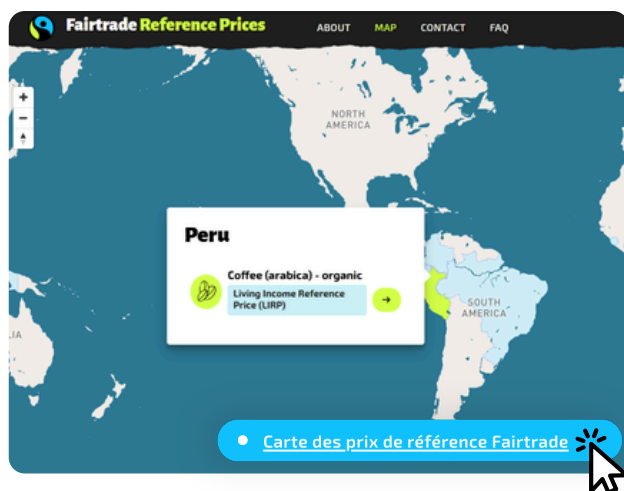 Fairtrade Reference Prices
ABOUT MAP CONTACT FAQ
NORTH
AMERICA
Peru
Coffee (arabica) - organic
Living Income Reference
Price (LIRP)
SOUTH
AMERICA
LIA
Carte des prix de référence Fairtrade